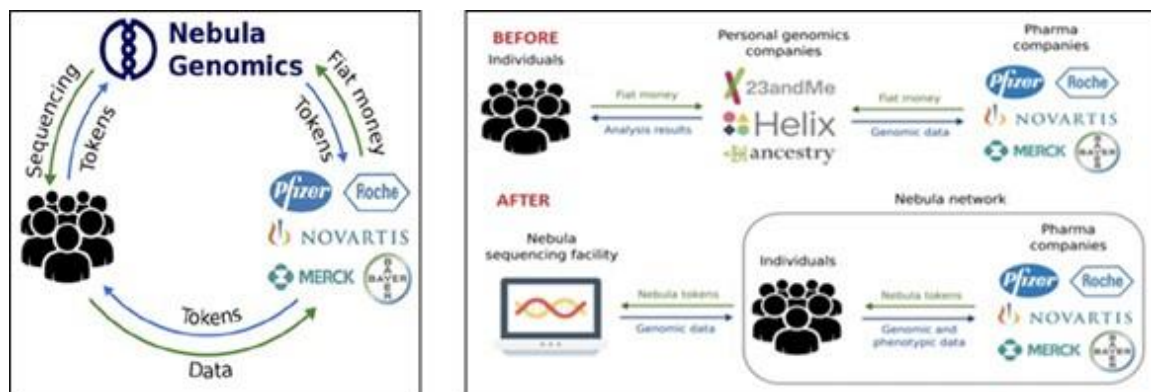 Nebula
Genomics
Sequencing
Tokens
Tokens
Fiat money
Pfizer
Roche
NOVARTIS
MERCK
BAYER
BAYER
Tokens
Data
BEFORE
Individuals
Personal genomics
companies
Pharma
companies
Fiat money
Analysis results
23andMe
Helix
ancestry
Fiat money
Genomic data
Pfizer
Roche
NOVARTIS
MERCK
BAYER
BAYER
AFTER
Nebula network
Nebula
sequencing facility
Individuals
Pharma
companies
Nebula tokens
Genomic data
Nebula tokens
Genomic and
phenotypic data
Pfizer
Roche
NOVARTIS
MERCK
BAYER
BAYER